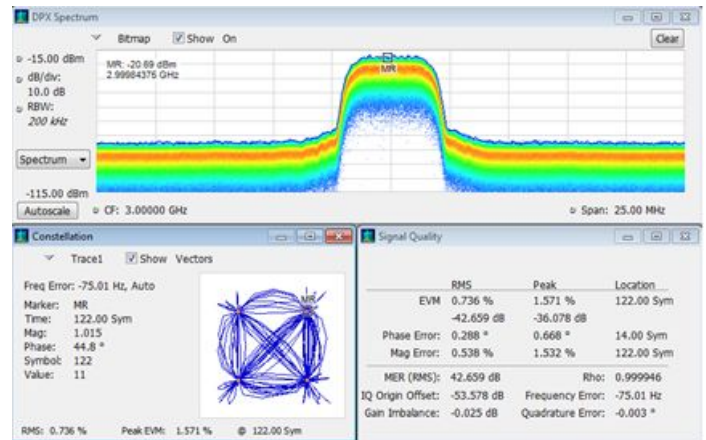 DPX Spectrum
Bitmap Show On Clear
-15.00 dBm
MR: -20.69 dBm
2.99984376 GHz
MR
dB/div:
10.0 dB
RBW:
200 kHz
Spectrum
-115.00 dBm
Autoscale CF: 3.00000 GHz Span: 25.00 MHz
Constellation
Trace1 Show Vectors
Freq Error: -75.01 Hz, Auto
Marker: MR
Time: 122.00 Sym
Mag: 1.015
Phase: 44.8 °
Symbol: 122
Value: 11
MR
RMS: 0.736 % Peak EVM: 1.571 % @ 122.00 Sym
Signal Quality
RMS Peak Location
EVM 0.736 % 1.571 % 122.00 Sym
-42.659 dB -36.078 dB
Phase Error: 0.288 ° 0.668 ° 14.00 Sym
Mag Error: 0.538 % 1.532 % 122.00 Sym
MER (RMS): 42.659 dB Rho: 0.999946
IQ Origin Offset: -53.578 dB Frequency Error: -75.01 Hz
Gain Imbalance: -0.025 dB Quadrature Error: -0.003 °